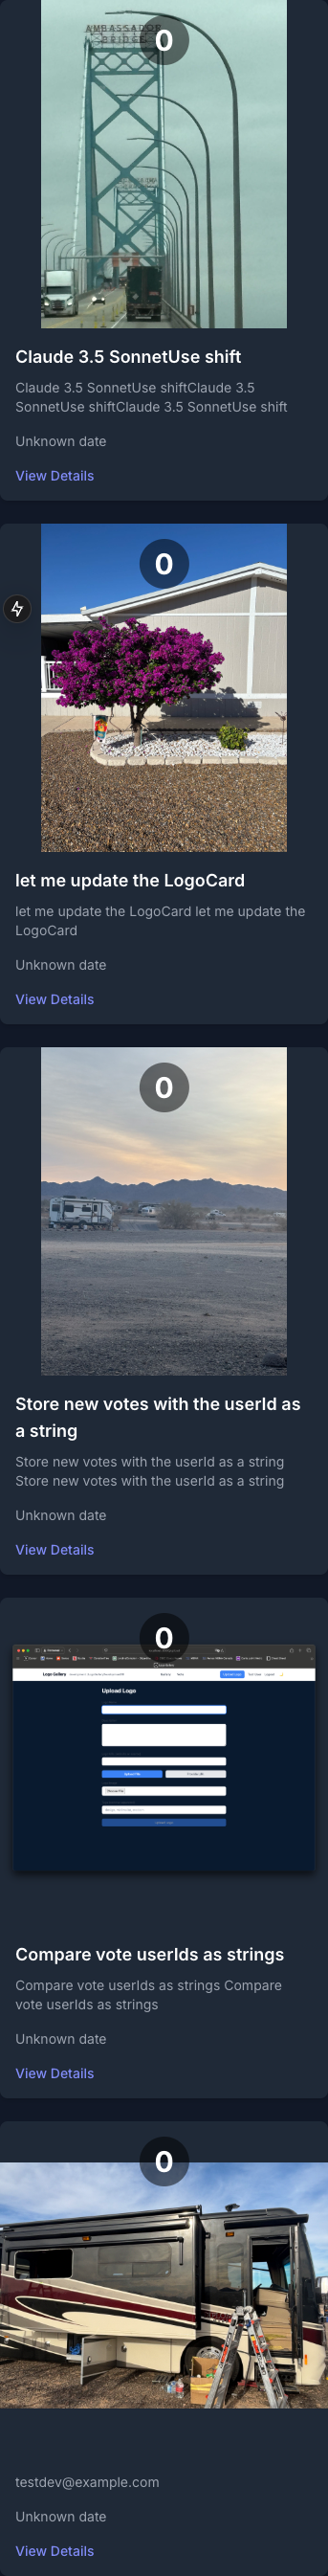 AMBASSADOR
BRIDGE
0
Claude 3.5 SonnetUse shift
Claude 3.5 SonnetUse shiftClaude 3.5
SonnetUse shiftClaude 3.5 SonnetUse shift
Unknown date
View Details
0
let me update the LogoCard
let me update the LogoCard let me update the
LogoCard
Unknown date
View Details
0
Store new votes with the userId as
a string
Store new votes with the userId as a string
Store new votes with the userId as a string
Unknown date
View Details
0
Logo Gallery
Upload Logo
Compare vote userIds as strings
Compare vote userIds as strings Compare
vote userIds as strings
Unknown date
View Details
0
testdev@example.com
Unknown date
View Details